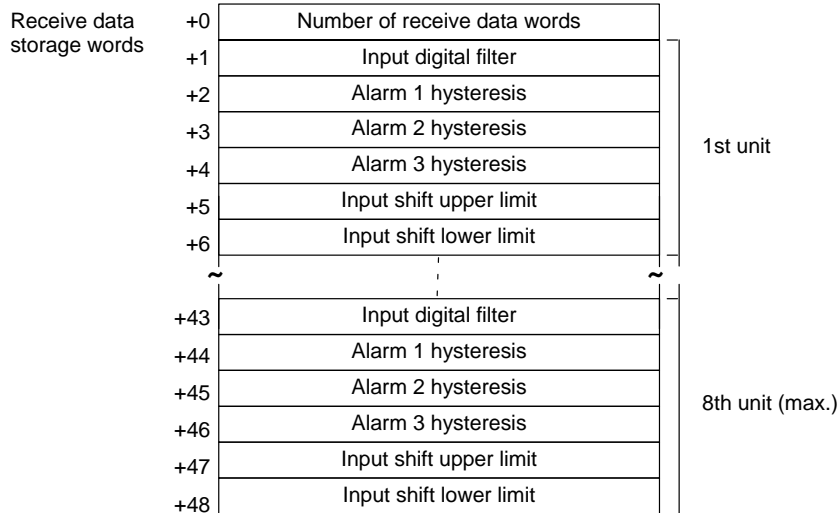 Receive data
storage words
+0 Number of receive data words
+1 Input digital filter
+2 Alarm 1 hysteresis
+3 Alarm 2 hysteresis
+4 Alarm 3 hysteresis
+5 Input shift upper limit
+6 Input shift lower limit
1st unit
~ ~
+43 Input digital filter
+44 Alarm 1 hysteresis
+45 Alarm 2 hysteresis
+46 Alarm 3 hysteresis
+47 Input shift upper limit
+48 Input shift lower limit
8th unit (max.)